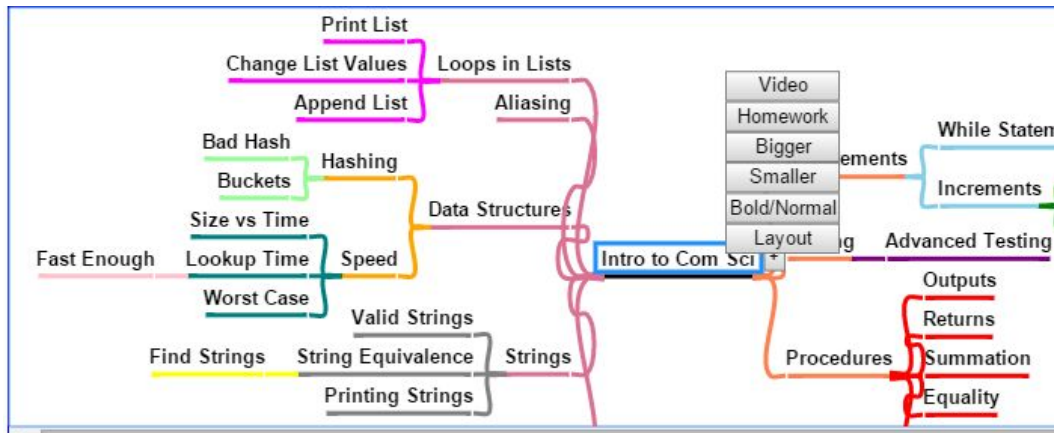 Print List
Change List Values
Loops in Lists
Append List
Aliasing
Bad Hash
Hashing
Buckets
Data Structures
Size vs Time
Fast Enough
Lookup Time
Speed
Worst Case
Valid Strings
Find Strings
String Equivalence
Strings
Printing Strings
Intro to Com Sci
+
Video
Homework
Bigger
Smaller
Bold/Normal
Layout
ements
While Statem
Increments
ng
Advanced Testing
Procedures
Outputs
Returns
Summation
Equality